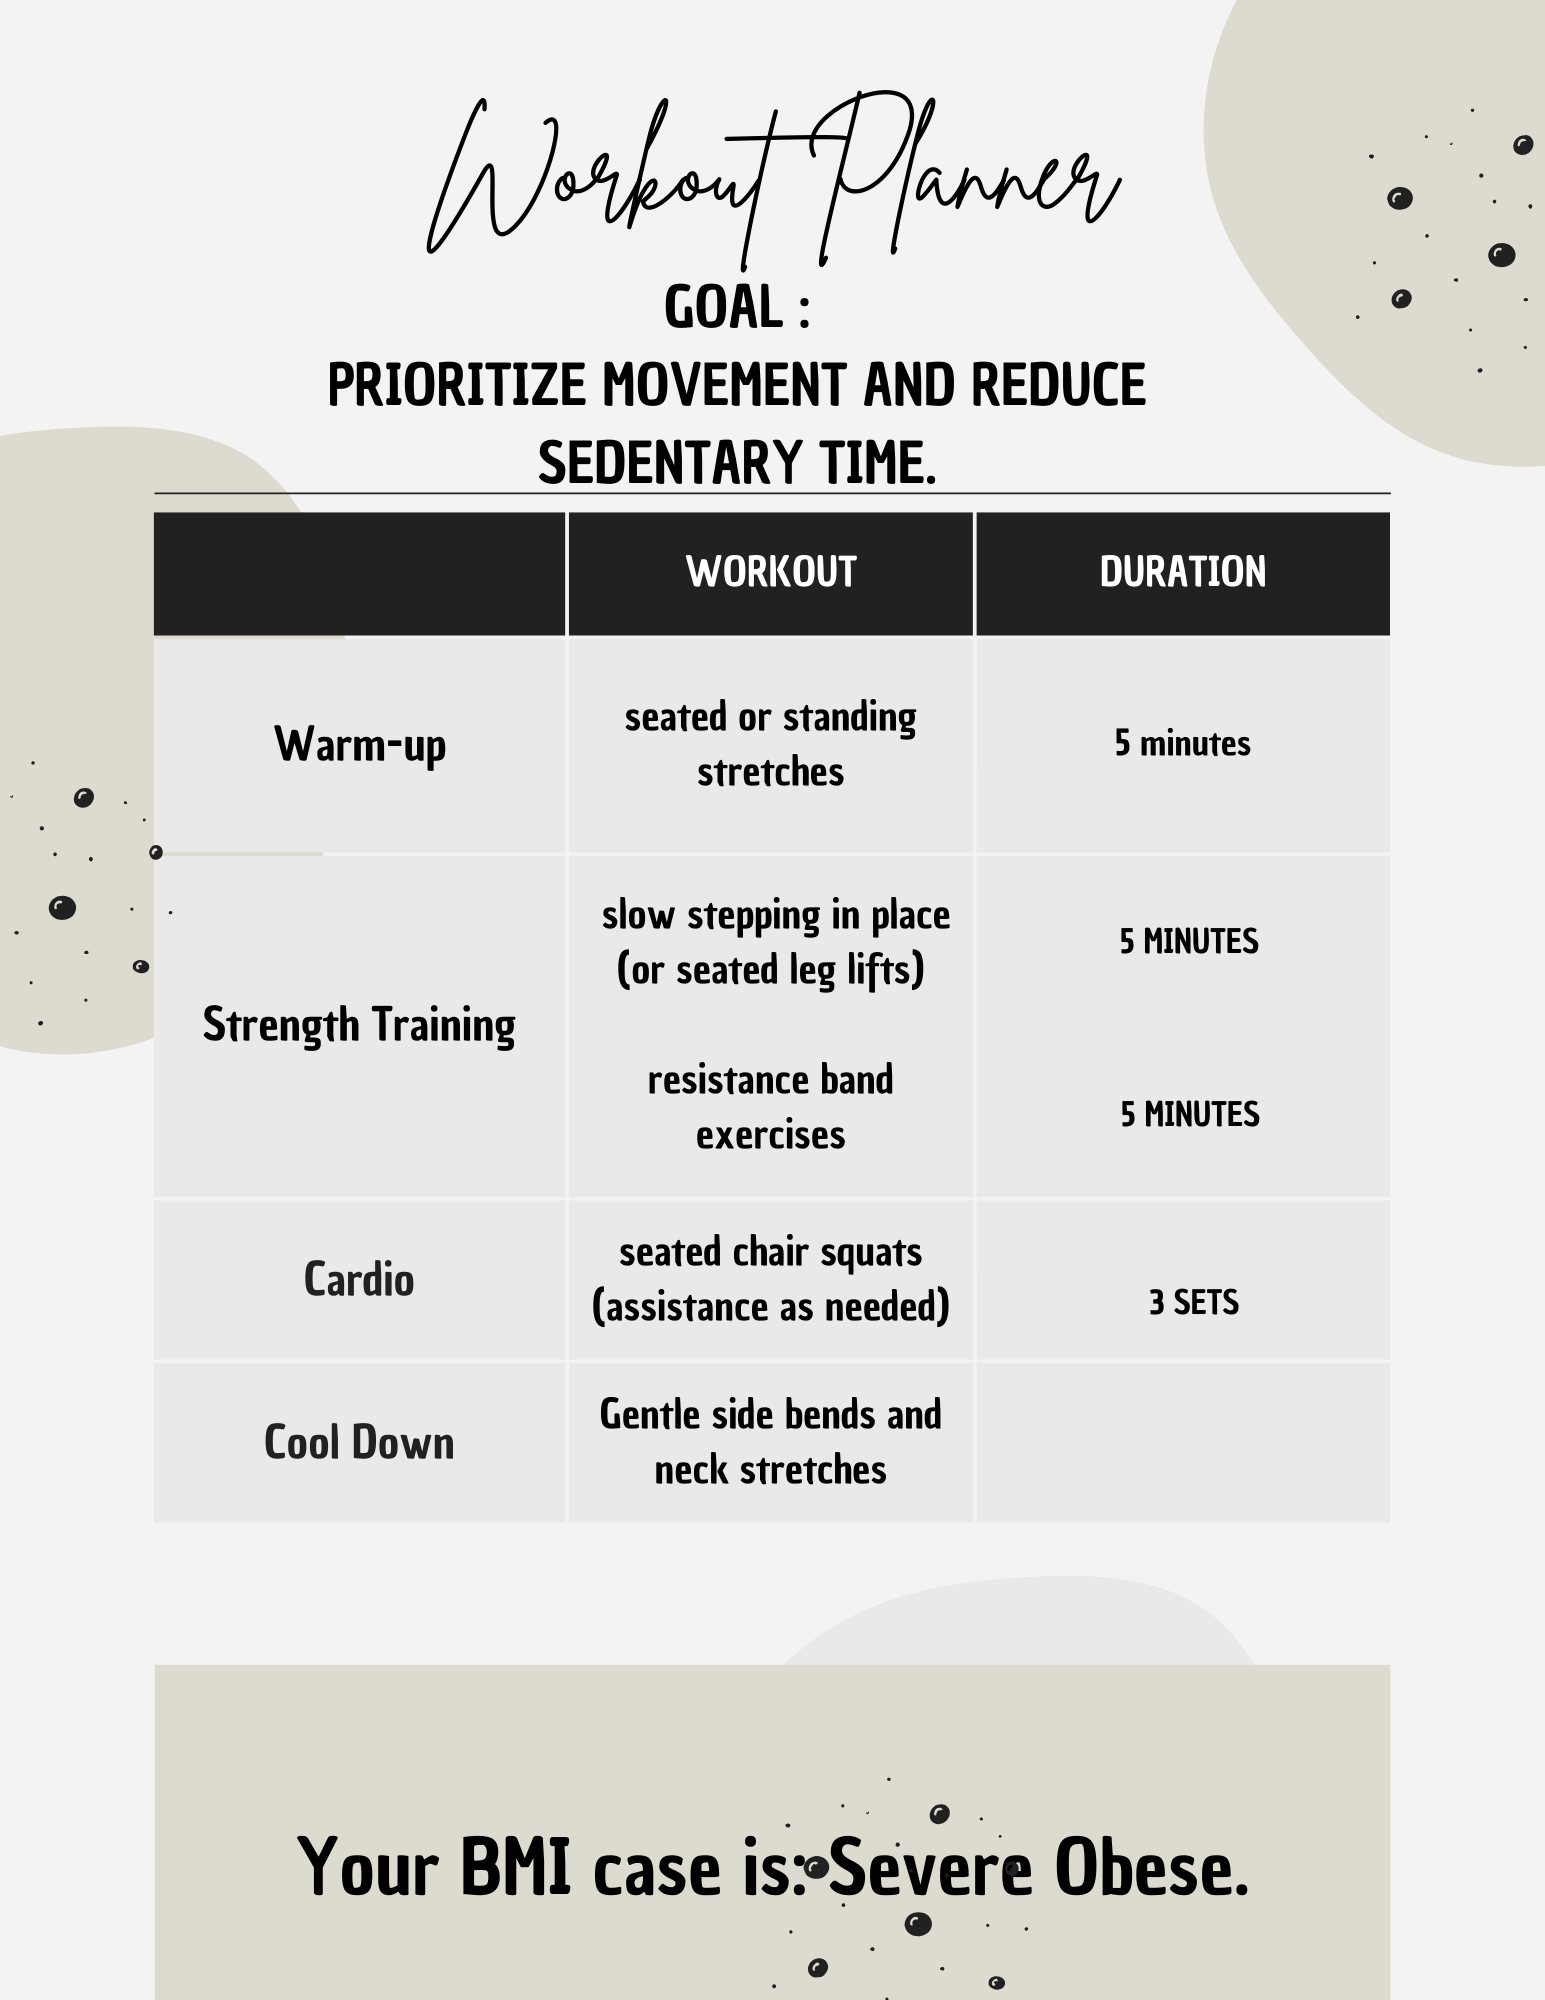 Workout Planner
GOAL :
PRIORITIZE MOVEMENT AND REDUCE
SEDENTARY TIME.
WORKOUT
DURATION
Warm-up
seated or standing
stretches
5 minutes
Strength Training
slow stepping in place
(or seated leg lifts)
5 MINUTES
resistance band
exercises
5 MINUTES
Cardio
seated chair squats
(assistance as needed)
3 SETS
Cool Down
Gentle side bends and
neck stretches
Your BMI case is: Severe Obese.